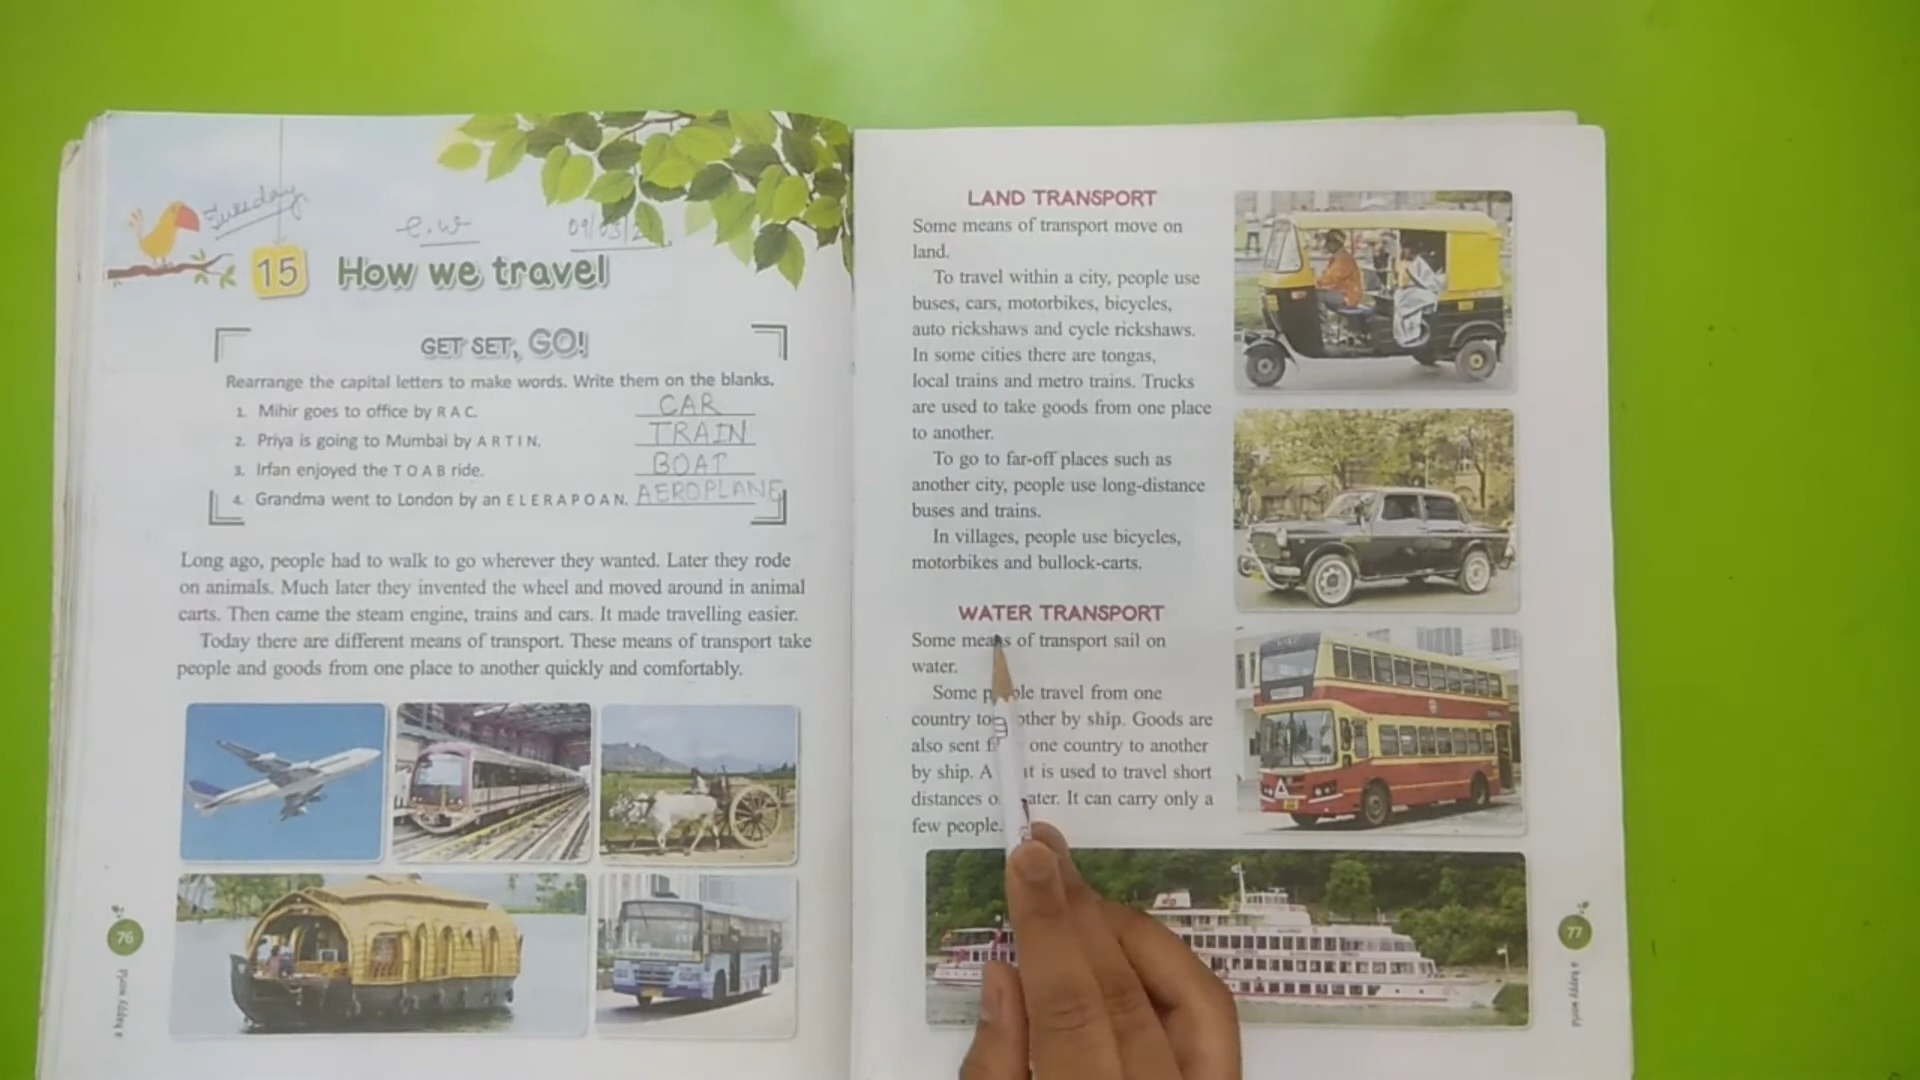 Tuesday
c.w
15 How we travel
GET SET, GO!
Rearrange the capital letters to make words. Write them on the blanks.
1. Mihir goes to office by R A C. CAR
2. Priya is going to Mumbai by A R T I N. TRAIN
3. Irfan enjoyed the T O A B ride. BOAT
4. Grandma went to London by an E L E R A P O A N. AEROPLANE
Long ago, people had to walk to go wherever they wanted. Later they rode
on animals. Much later they invented the wheel and moved around in animal
carts. Then came the steam engine, trains and cars. It made travelling easier.
Today there are different means of transport. These means of transport take
people and goods from one place to another quickly and comfortably.
76
a happy world
LAND TRANSPORT
Some means of transport move on
land.
To travel within a city, people use
buses, cars, motorbikes, bicycles,
auto rickshaws and cycle rickshaws.
In some cities there are tongas,
local trains and metro trains. Trucks
are used to take goods from one place
to another.
To go to far-off places such as
another city, people use long-distance
buses and trains.
In villages, people use bicycles,
motorbikes and bullock-carts.
WATER TRANSPORT
Some means of transport sail on
water.
Some travel from one
country by ship. Goods are
also sent one country to another
by ship. A is used to travel short
distances It can carry only a
few people.
77
a happy world